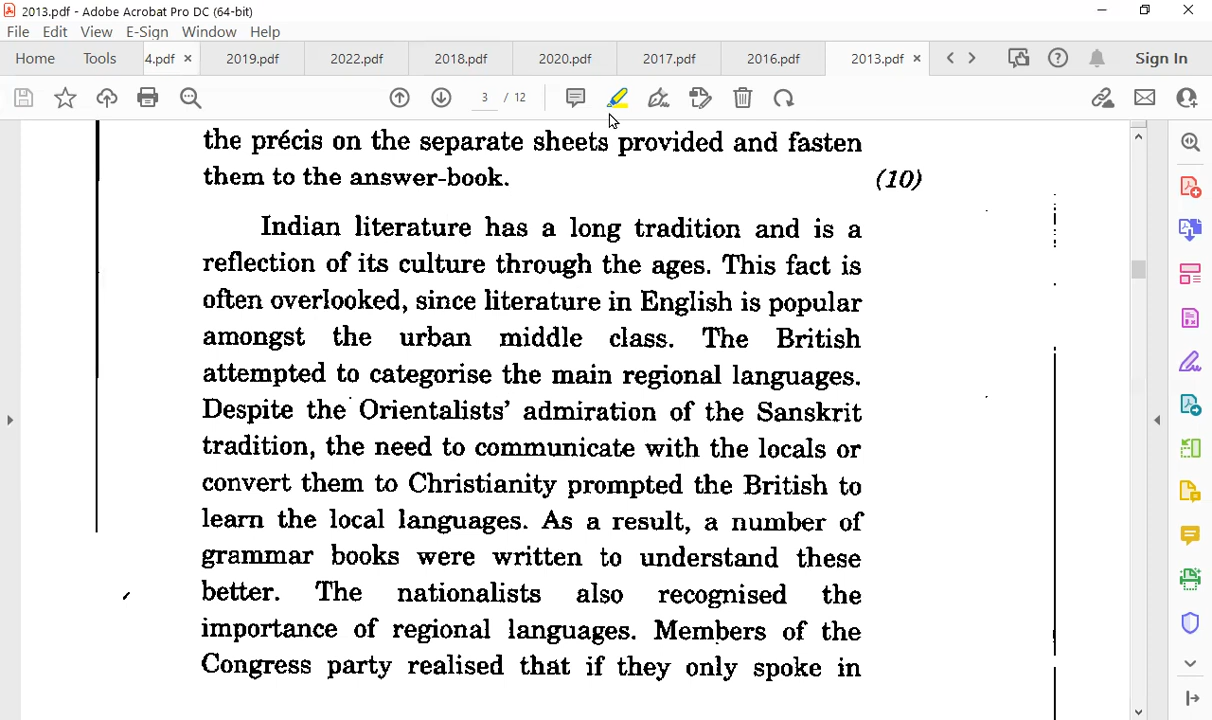 2013.pdf - Adobe Acrobat Pro DC (64-bit)
File Edit View E-Sign Window Help
Home Tools 4.pdf × 2019.pdf 2022.pdf 2018.pdf 2020.pdf 2017.pdf 2016.pdf 2013.pdf × Sign In
3 / 12
the précis on the separate sheets provided and fasten
them to the answer-book. (10)
Indian literature has a long tradition and is a
reflection of its culture through the ages. This fact is
often overlooked, since literature in English is popular
amongst the urban middle class. The British
attempted to categorise the main regional languages.
Despite the Orientalists' admiration of the Sanskrit
tradition, the need to communicate with the locals or
convert them to Christianity prompted the British to
learn the local languages. As a result, a number of
grammar books were written to understand these
better. The nationalists also recognised the
importance of regional languages. Members of the
Congress party realised that if they only spoke in